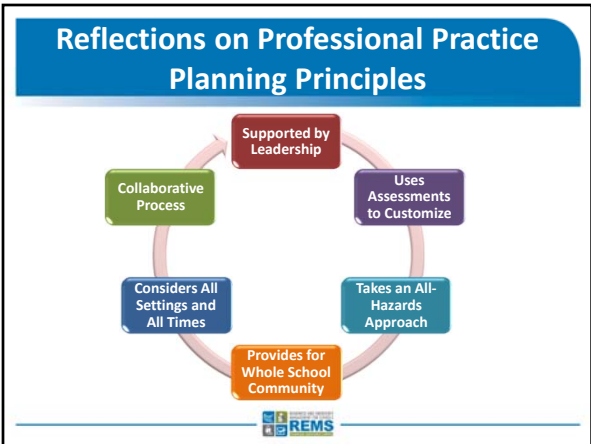 Reflections on Professional Practice
Planning Principles
Supported by
Leadership
Uses
Assessments
to Customize
Takes an All-
Hazards
Approach
Provides for
Whole School
Community
Considers All
Settings and
All Times
Collaborative
Process
REMS